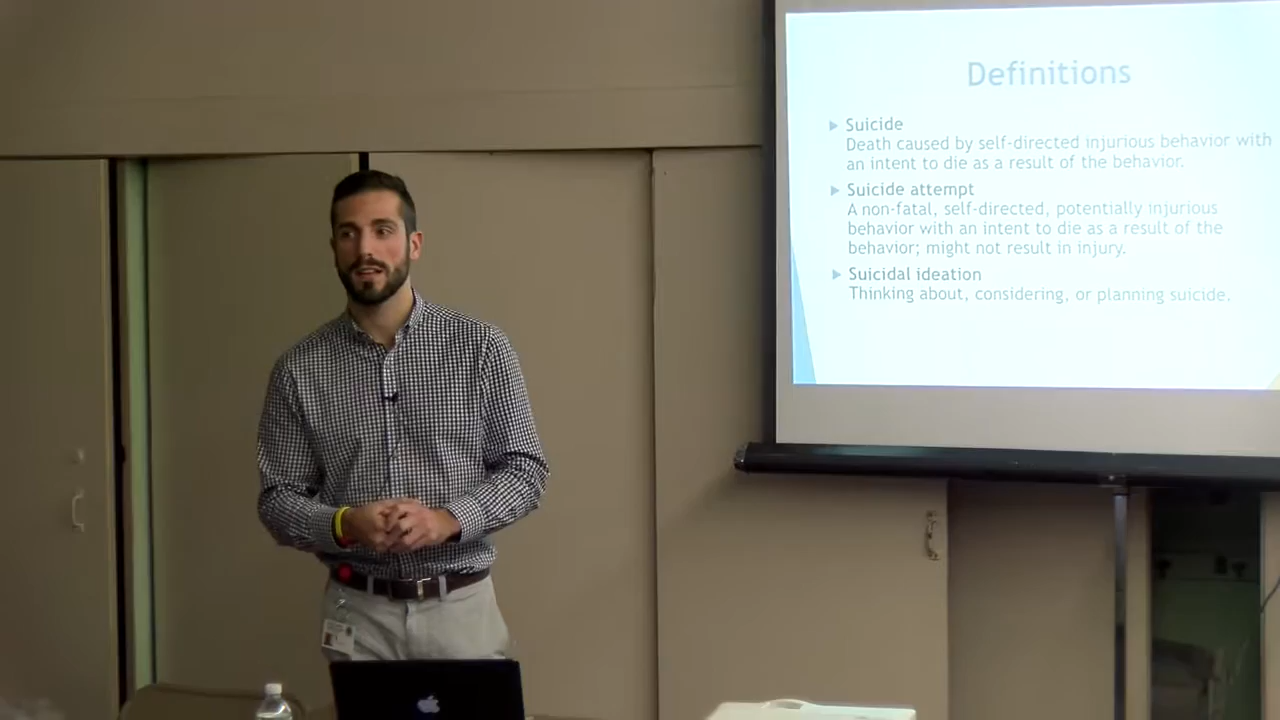 Definitions
Suicide
Death caused by self-directed injurious behavior with
an intent to die as a result of the behavior.
Suicide attempt
A non-fatal, self-directed, potentially injurious
behavior with an intent to die as a result of the
behavior; might not result in injury.
Suicidal ideation
Thinking about, considering, or planning suicide.